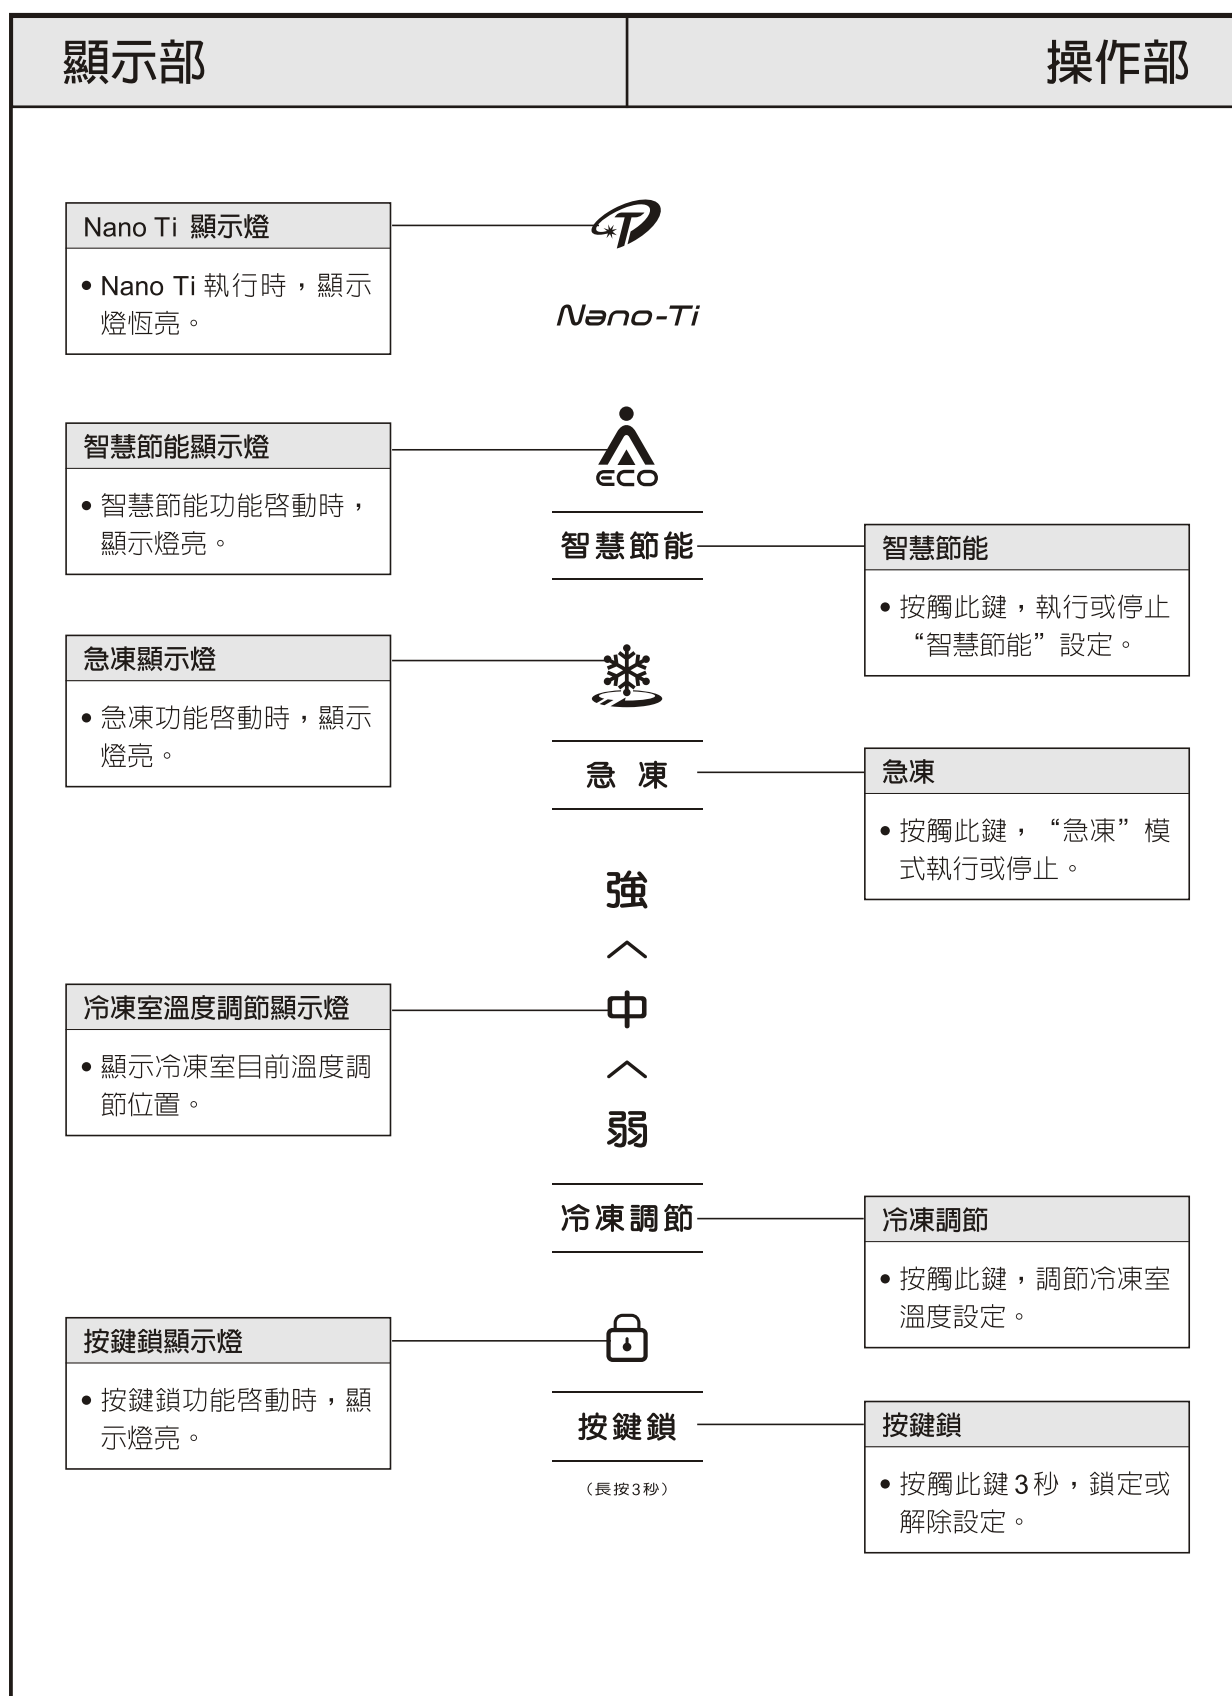 顯示部
操作部
Nano Ti 顯示燈
• Nano Ti 執行時，顯示
燈恆亮。
Nano-Ti
智慧節能顯示燈
• 智慧節能功能啓動時，
顯示燈亮。
ECO
智慧節能
智慧節能
• 按觸此鍵，執行或停止
“智慧節能”設定。
急凍顯示燈
• 急凍功能啓動時，顯示
燈亮。
急 凍
急凍
• 按觸此鍵，“急凍”模
式執行或停止。
強
中
弱
冷凍室溫度調節顯示燈
• 顯示冷凍室目前溫度調
節位置。
冷凍調節
冷凍調節
• 按觸此鍵，調節冷凍室
溫度設定。
按鍵鎖顯示燈
• 按鍵鎖功能啓動時，顯
示燈亮。
按鍵鎖
（長按3秒）
按鍵鎖
• 按觸此鍵3秒，鎖定或
解除設定。